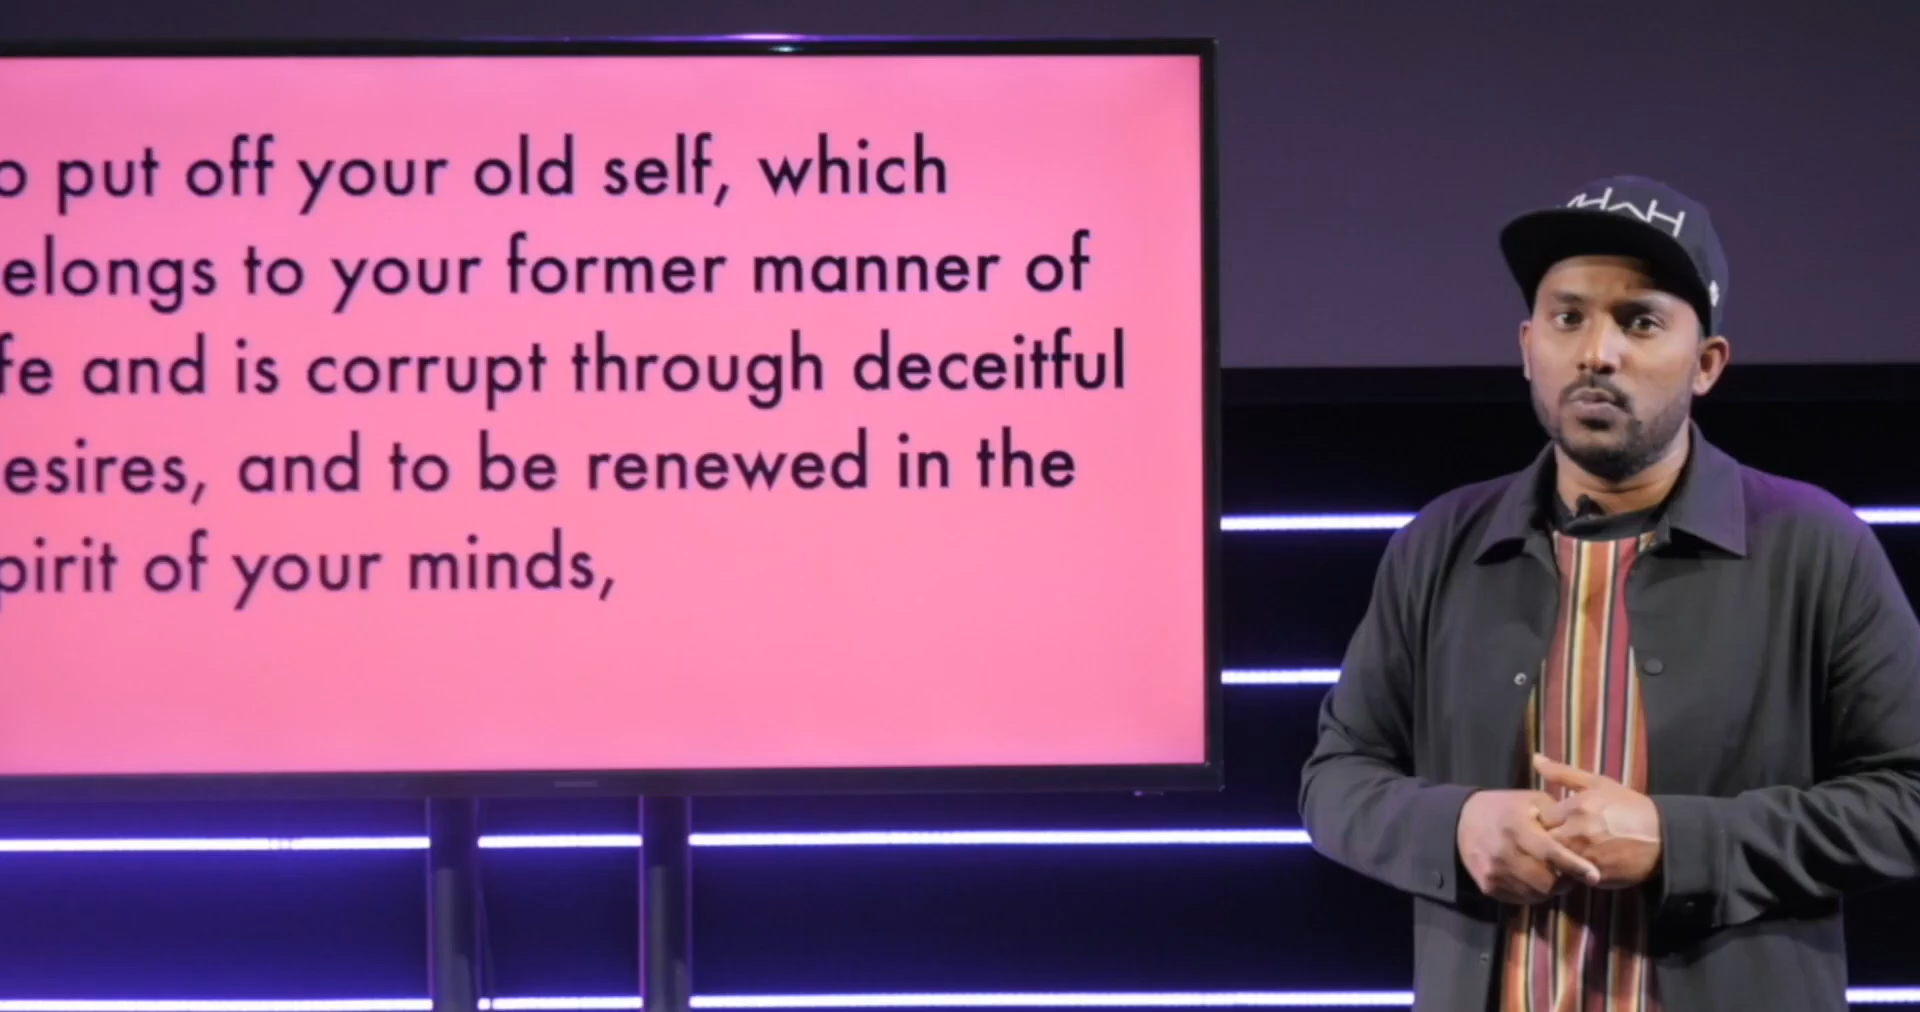 o put off your old self, which
elongs to your former manner of
fe and is corrupt through deceitful
esires, and to be renewed in the
pirit of your minds,